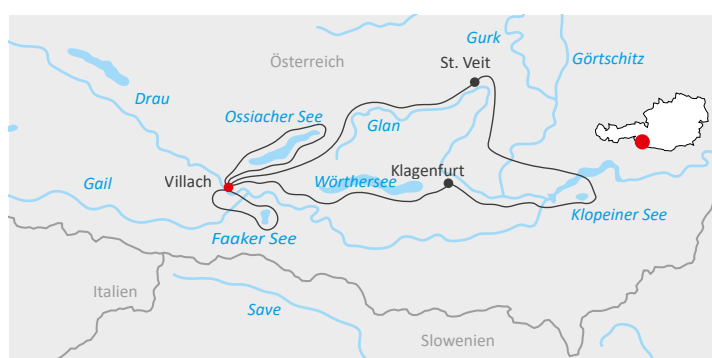 Gurk
Österreich
St. Veit
Görtschitz
Drau
Ossiacher See
Glan
Villach
Wörthersee
Klagenfurt
Gail
Klopeiner See
Faaker See
Italien
Save
Slowenien